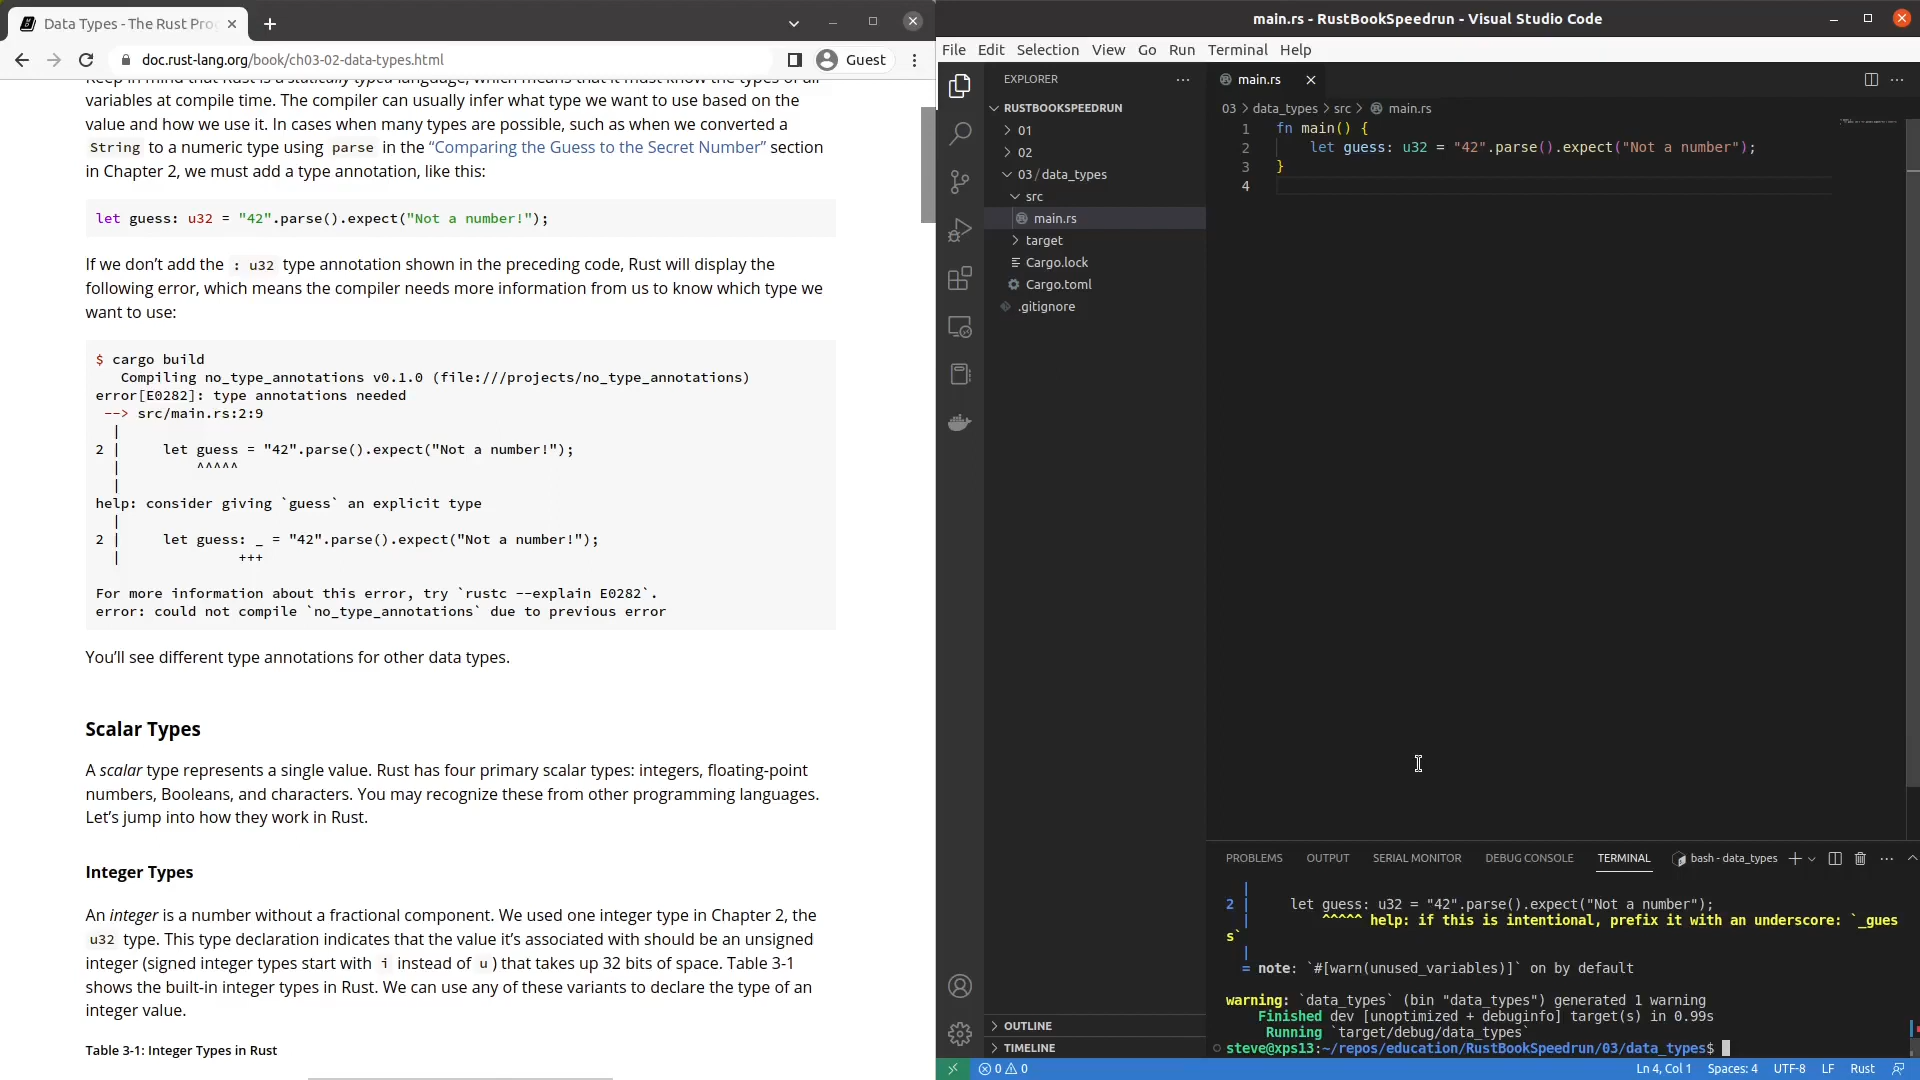 Data Types - The Rust Pro
doc.rust-lang.org/book/ch03-02-data-types.html
Guest
Keep in mind that Rust is a statically typed language, which means that it must know the types of all
variables at compile time. The compiler can usually infer what type we want to use based on the
value and how we use it. In cases when many types are possible, such as when we converted a
String to a numeric type using parse in the “Comparing the Guess to the Secret Number” section
in Chapter 2, we must add a type annotation, like this:
let guess: u32 = "42".parse().expect("Not a number!");
If we don’t add the : u32 type annotation shown in the preceding code, Rust will display the
following error, which means the compiler needs more information from us to know which type we
want to use:
$ cargo build
   Compiling no_type_annotations v0.1.0 (file:///projects/no_type_annotations)
error[E0282]: type annotations needed
 --> src/main.rs:2:9
  |
2 |     let guess = "42".parse().expect("Not a number!");
  |         ^^^^^
  |
help: consider giving `guess` an explicit type
  |
2 |     let guess: _ = "42".parse().expect("Not a number!");
  |              +++
For more information about this error, try `rustc --explain E0282`.
error: could not compile `no_type_annotations` due to previous error
You’ll see different type annotations for other data types.
Scalar Types
A scalar type represents a single value. Rust has four primary scalar types: integers, floating-point
numbers, Booleans, and characters. You may recognize these from other programming languages.
Let’s jump into how they work in Rust.
Integer Types
An integer is a number without a fractional component. We used one integer type in Chapter 2, the
u32 type. This type declaration indicates that the value it’s associated with should be an unsigned
integer (signed integer types start with i instead of u) that takes up 32 bits of space. Table 3-1
shows the built-in integer types in Rust. We can use any of these variants to declare the type of an
integer value.
Table 3-1: Integer Types in Rust
main.rs - RustBookSpeedrun - Visual Studio Code
File Edit Selection View Go Run Terminal Help
EXPLORER
RUSTBOOKSPEEDRUN
01
02
03 / data_types
src
main.rs
target
Cargo.lock
Cargo.toml
.gitignore
OUTLINE
TIMELINE
main.rs
03 > data_types > src > main.rs
1 fn main() {
2     let guess: u32 = "42".parse().expect("Not a number");
3 }
4
PROBLEMS OUTPUT SERIAL MONITOR DEBUG CONSOLE TERMINAL bash - data_types
  |
2 |     let guess: u32 = "42".parse().expect("Not a number");
  |         ^^^^^ help: if this is intentional, prefix it with an underscore: `_gues
s`
  |
  = note: `#[warn(unused_variables)]` on by default
warning: `data_types` (bin "data_types") generated 1 warning
    Finished dev [unoptimized + debuginfo] target(s) in 0.99s
     Running `target/debug/data_types`
steve@xps13:~/repos/education/RustBookSpeedrun/03/data_types$
0 0 Ln 4, Col 1 Spaces: 4 UTF-8 LF Rust